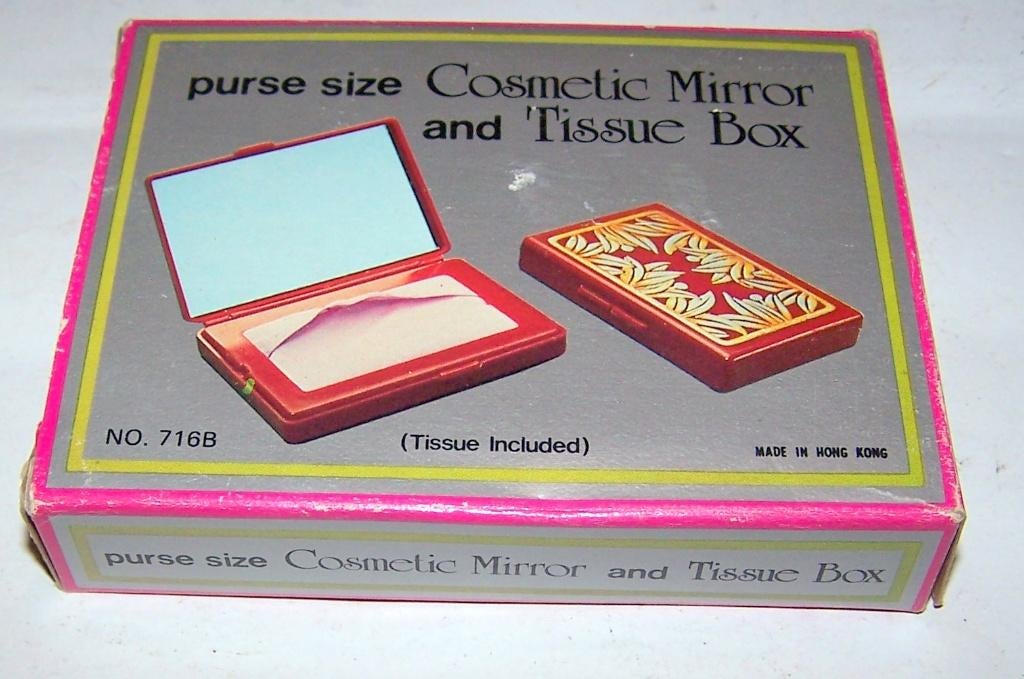 purse size Cosmetic Mirror
and Tissue Box
NO. 716B
(Tissue Included)
MADE IN HONG KONG
purse size Cosmetic Mirror and Tissue Box